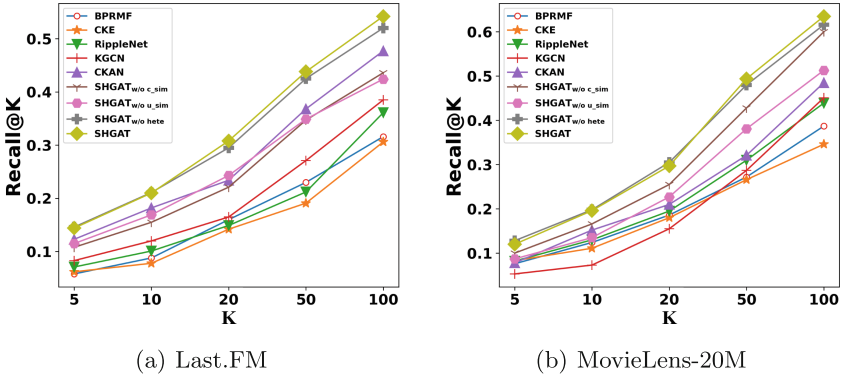 BPRMF
CKE
RippleNet
KGCN
CKAN
SHGATw/o c_sim
SHGATw/o u_sim
SHGATw/o hete
SHGAT
Recall@K
0.5
0.4
0.3
0.2
0.1
5 10 20 50 100
K
(a) Last.FM
BPRMF
CKE
RippleNet
KGCN
CKAN
SHGATw/o c_sim
SHGATw/o u_sim
SHGATw/o hete
SHGAT
Recall@K
0.6
0.5
0.4
0.3
0.2
0.1
5 10 20 50 100
K
(b) MovieLens-20M